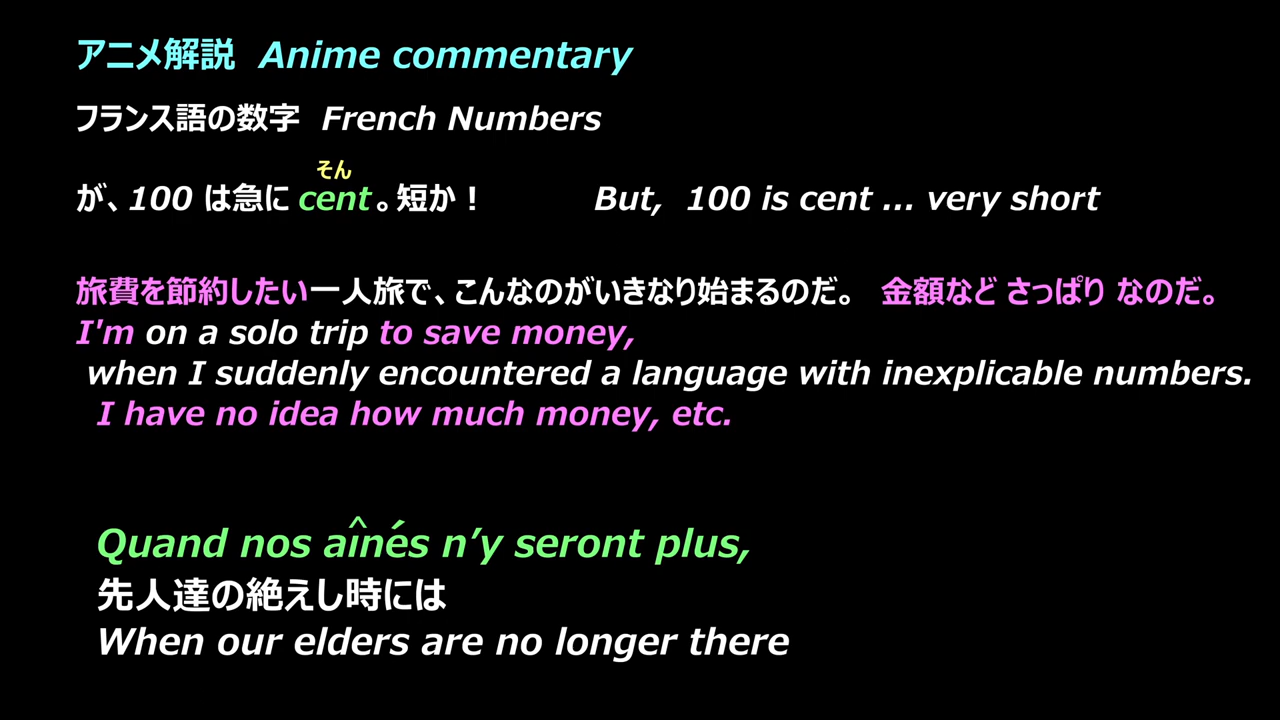 アニメ解説 Anime commentary
フランス語の数字 French Numbers
そん
が、100 は急に cent。短か！ But, 100 is cent ... very short
旅費を節約したい一人旅で、こんなのがいきなり始まるのだ。 金額など さっぱり なのだ。
I'm on a solo trip to save money,
when I suddenly encountered a language with inexplicable numbers.
I have no idea how much money, etc.
Quand nos aînés n’y seront plus,
先人達の絶えし時には
When our elders are no longer there